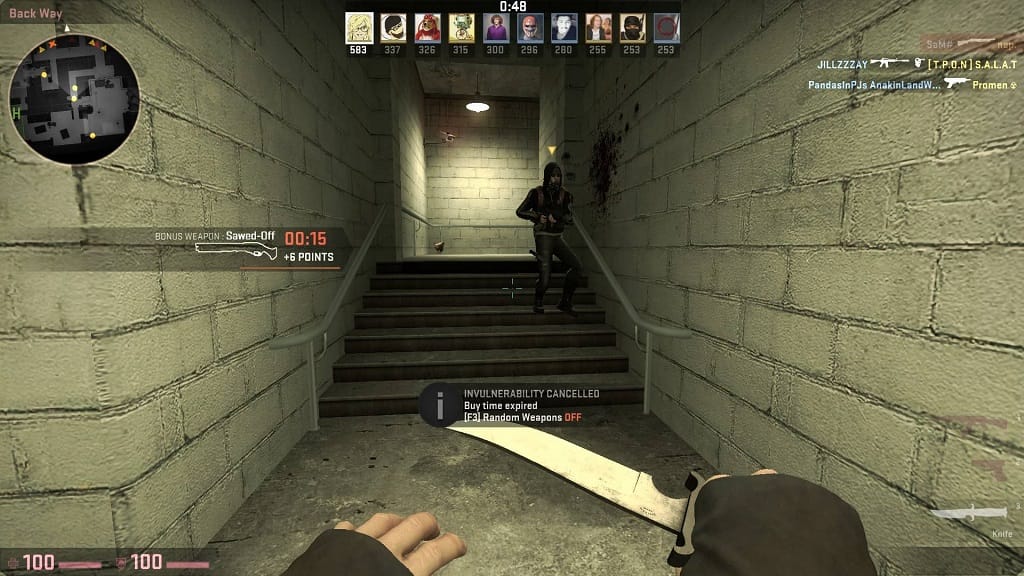 Back Way
0:48
583 337 326 315 300 296 280 255 253 253
SaM# nep.
JILLZZZAY [T.P.O.N] S.A.L.A.T
PandasInPJs AnakinLandW... Promen
H
BONUS WEAPON: Sawed-Off 00:15
+6 POINTS
i
INVULNERABILITY CANCELLED
Buy time expired
[F3] Random Weapons OFF
Knife
100 100